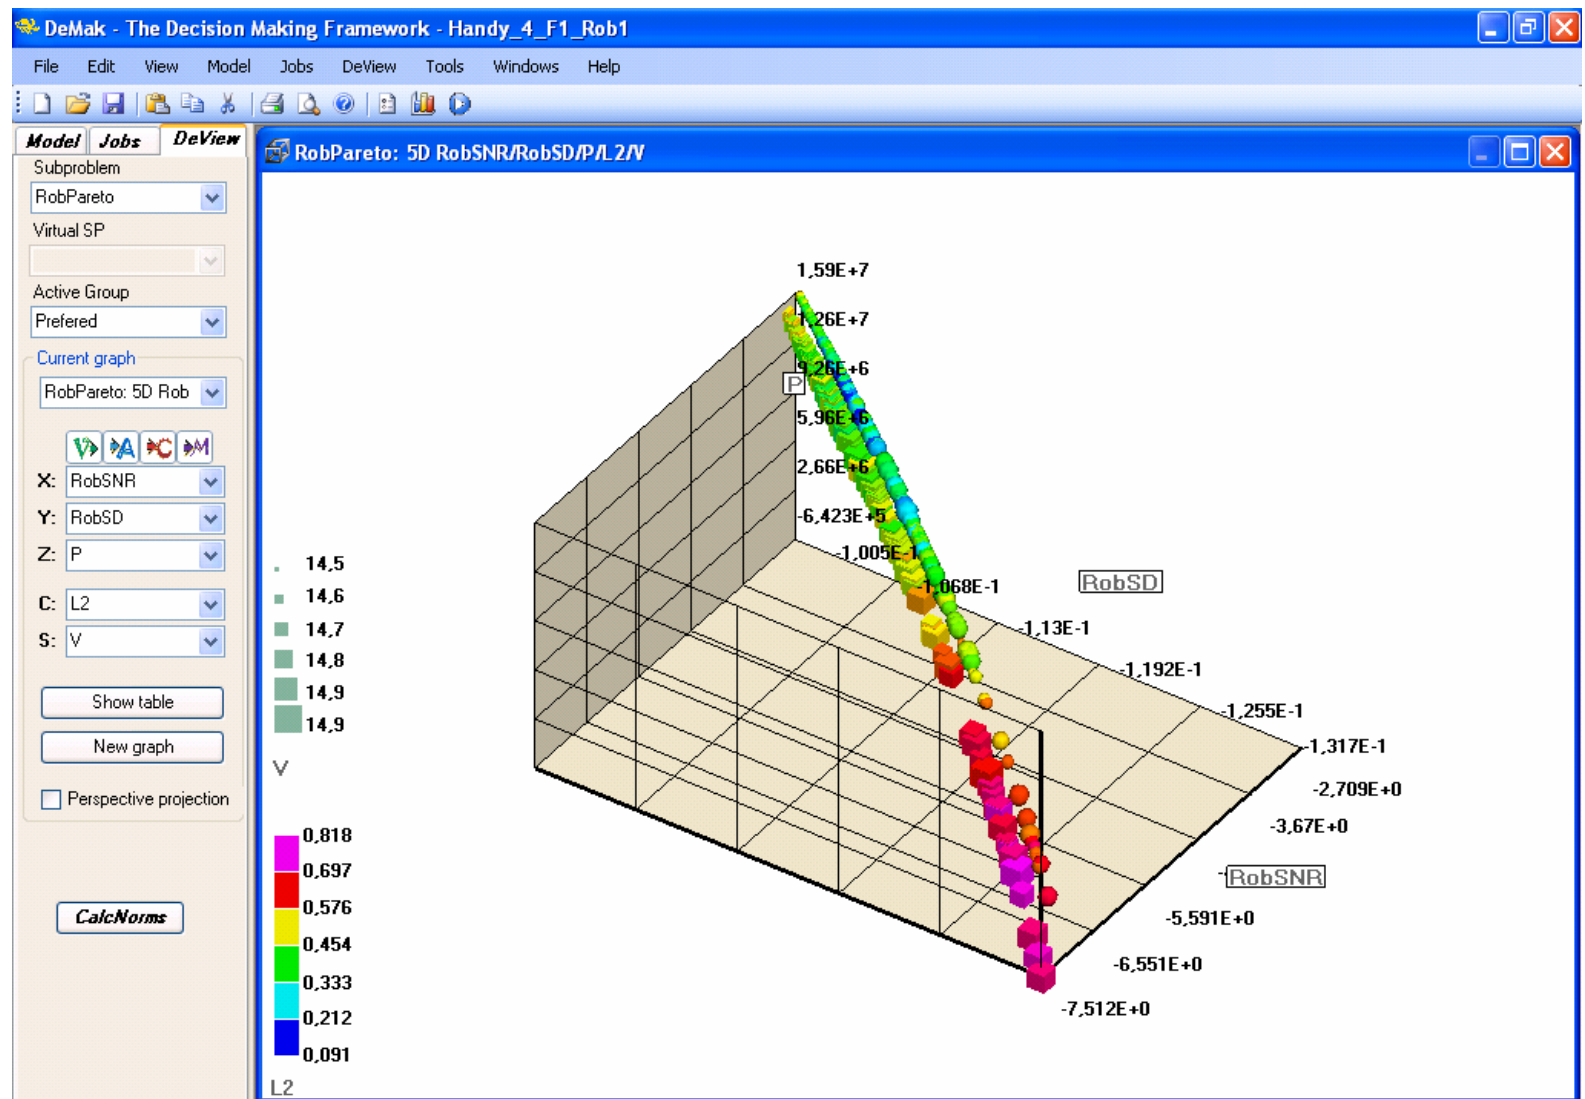 DeMak - The Decision Making Framework - Handy_4_F1_Rob1
File Edit View Model Jobs DeView Tools Windows Help
Model Jobs DeView
Subproblem
RobPareto
Virtual SP
Active Group
Prefered
Current graph
RobPareto: 5D Rob
V A C M
X: RobSNR
Y: RobSD
Z: P
C: L2
S: V
Show table
New graph
Perspective projection
CalcNorms
RobPareto: 5D RobSNR/RobSD/P/L2/V
1,59E+7
1,26E+7
9,26E+6
P
5,96E+6
2,66E+6
-6,423E+5
-1,005E-1
-1,068E-1
RobSD
-1,13E-1
-1,192E-1
-1,255E-1
-1,317E-1
-2,709E+0
-3,67E+0
RobSNR
-5,591E+0
-6,551E+0
-7,512E+0
14,5
14,6
14,7
14,8
14,9
14,9
V
0,818
0,697
0,576
0,454
0,333
0,212
0,091
L2